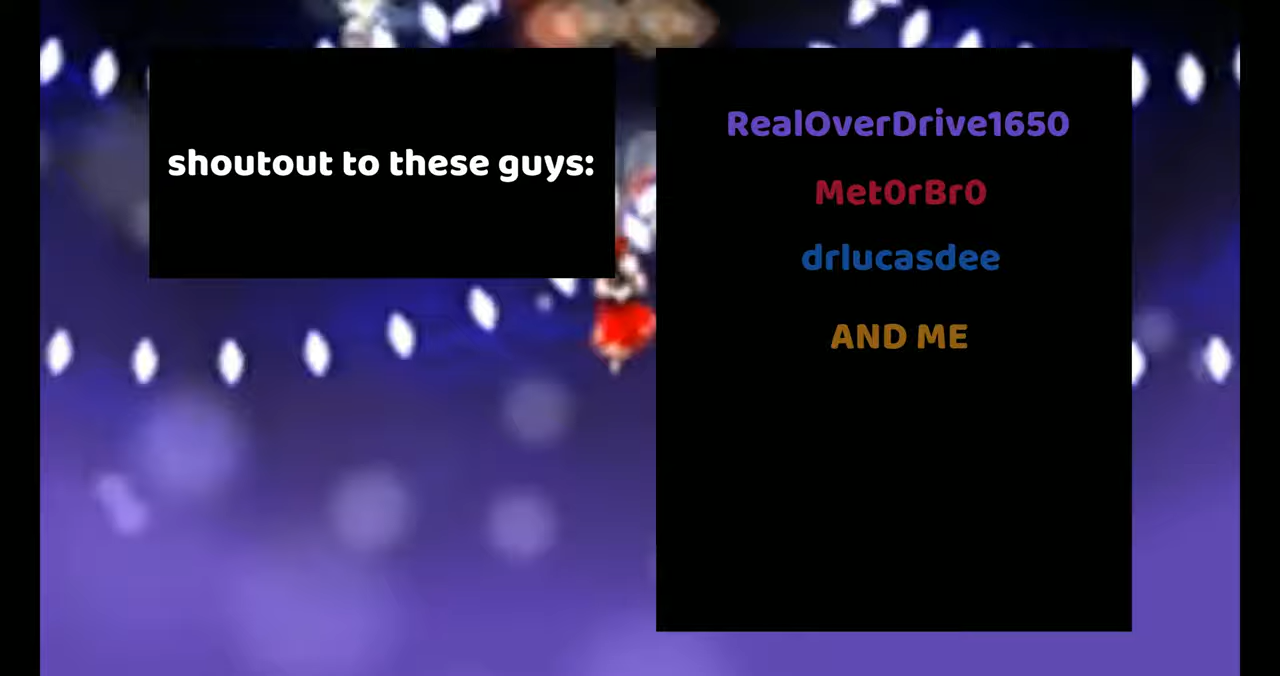 shoutout to these guys:
RealOverDrive1650
Met0rBr0
drlucasdee
AND ME